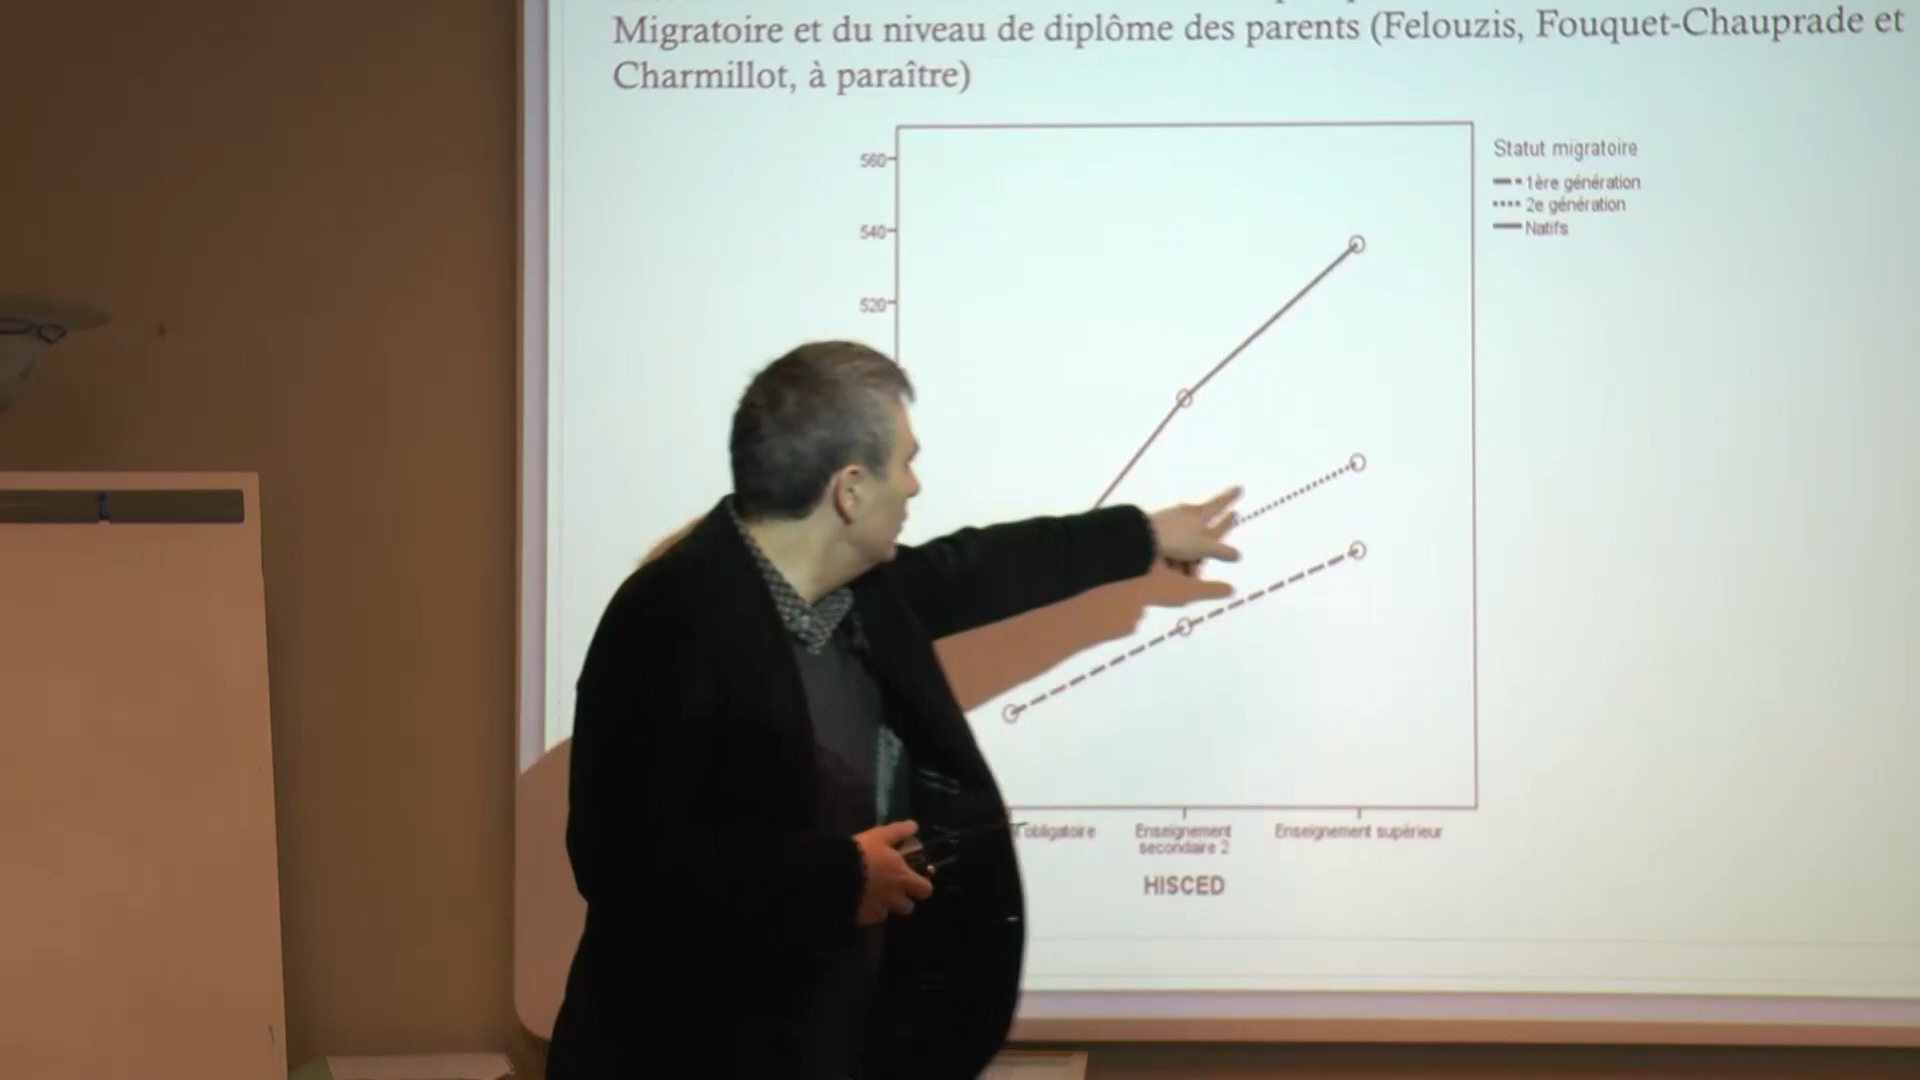 Migratoire et du niveau de diplôme des parents (Felouzis, Fouquet-Chauprade et
Charmillot, à paraître)
Statut migratoire
1ère génération
2e génération
Natifs
560
540
520
l'obligatoire
Enseignement
secondaire 2
Enseignement supérieur
HISCED